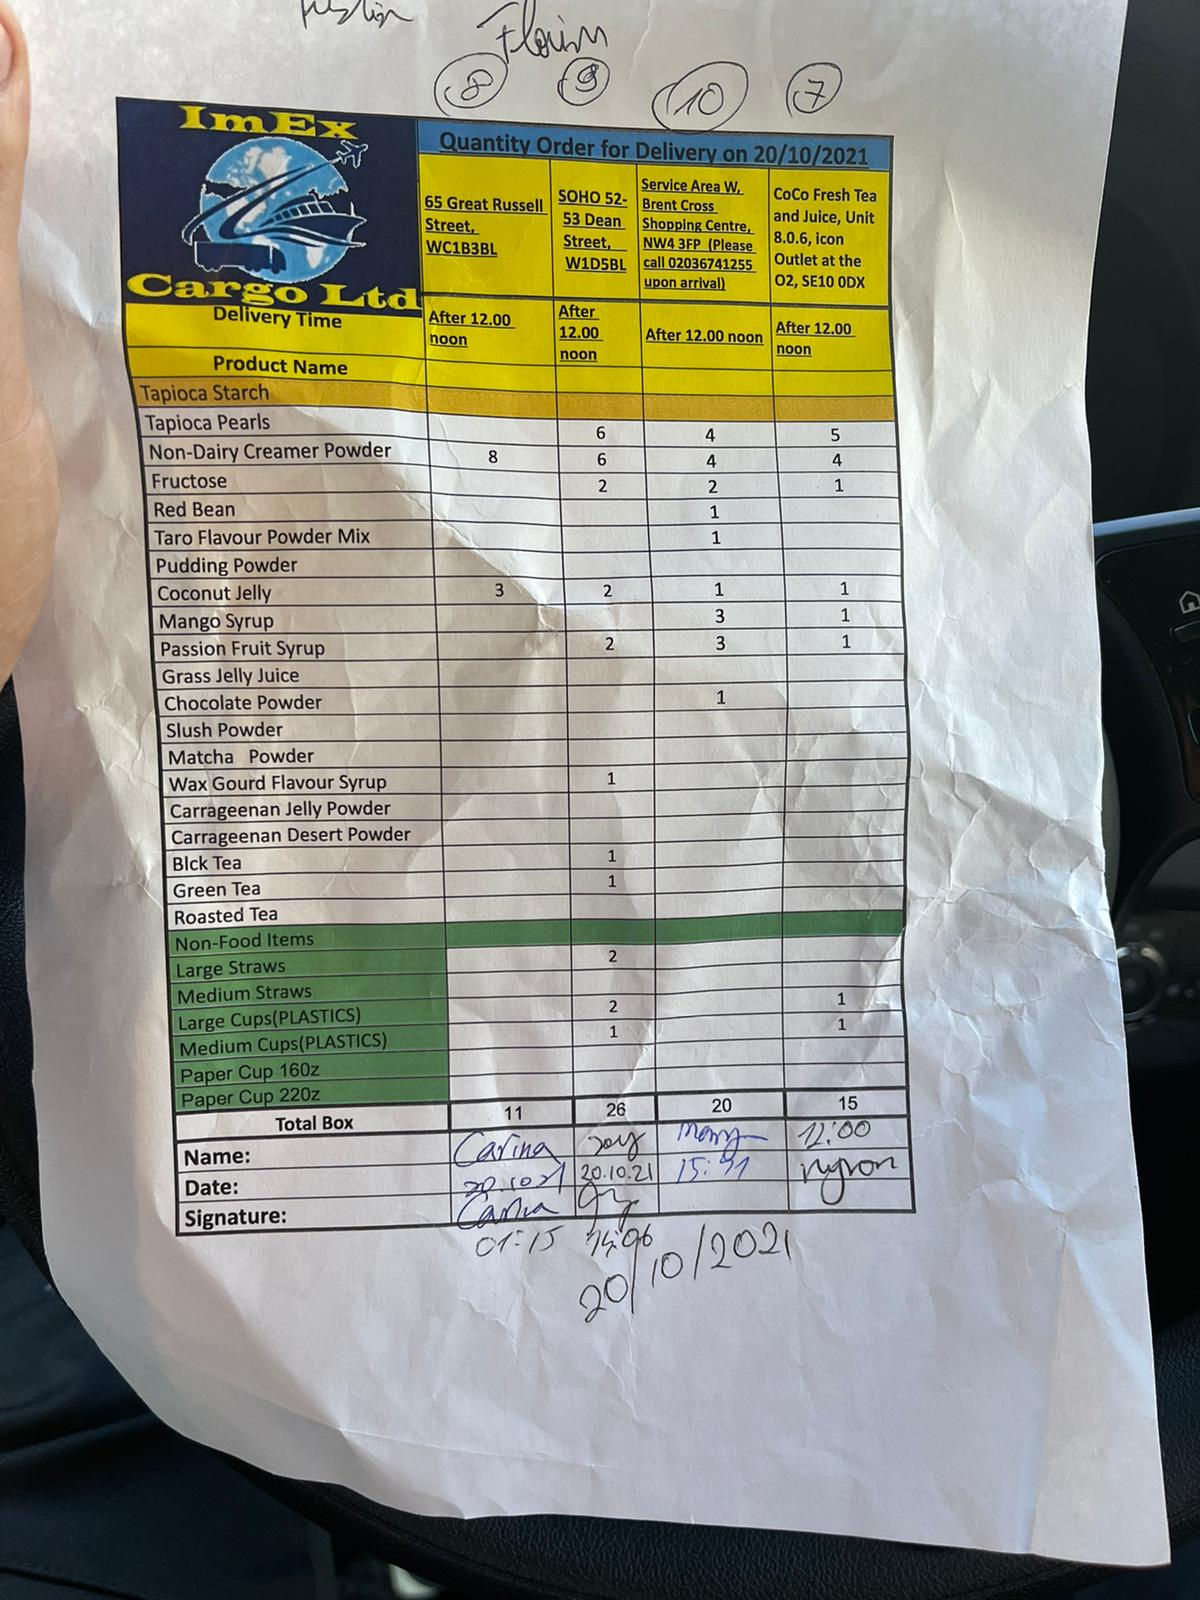 Florin
8 9 10 7
ImEx
Cargo Ltd
Quantity Order for Delivery on 20/10/2021
65 Great Russell Street, WC1B3BL
SOHO 52-53 Dean Street, W1D5BL
Service Area W, Brent Cross Shopping Centre, NW4 3FP (Please call 02036741255 upon arrival)
CoCo Fresh Tea and Juice, Unit 8.0.6, icon Outlet at the O2, SE10 0DX
Delivery Time After 12.00 noon After 12.00 noon After 12.00 noon After 12.00 noon
Product Name
Tapioca Starch
Tapioca Pearls 6 4 5
Non-Dairy Creamer Powder 8 6 4 4
Fructose 2 2 1
Red Bean 1
Taro Flavour Powder Mix 1
Pudding Powder
Coconut Jelly 3 2 1 1
Mango Syrup 3 1
Passion Fruit Syrup 2 3 1
Grass Jelly Juice
Chocolate Powder 1
Slush Powder
Matcha Powder
Wax Gourd Flavour Syrup 1
Carrageenan Jelly Powder
Carrageenan Desert Powder
Blck Tea 1
Green Tea 1
Roasted Tea
Non-Food Items
Large Straws 2
Medium Straws
Large Cups(PLASTICS) 2 1
Medium Cups(PLASTICS) 1 1
Paper Cup 16oz
Paper Cup 22oz
Total Box 11 26 20 15
Name: Carina Joy 12:00
Date: 20.10.21 20.10.21
Signature: Carina
01:15 14:06
20/10/2021